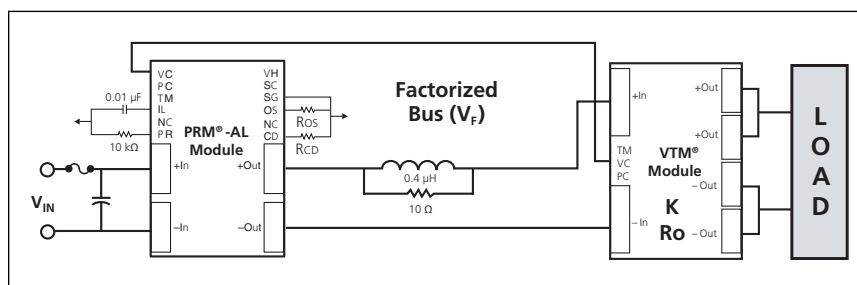 VC
PC
TM
IL
NC
PR
0.01 µF
10 kΩ
PRM®-AL
Module
VH
SC
SG
OS
NC
CD
ROS
RCD
+In
+Out
–In
–Out
VIN
Factorized
Bus (VF)
0.4 µH
10 Ω
+In
TM
VC
PC
– In
VTM®
Module
K
Ro
+Out
+Out
– Out
– Out
L
O
A
D